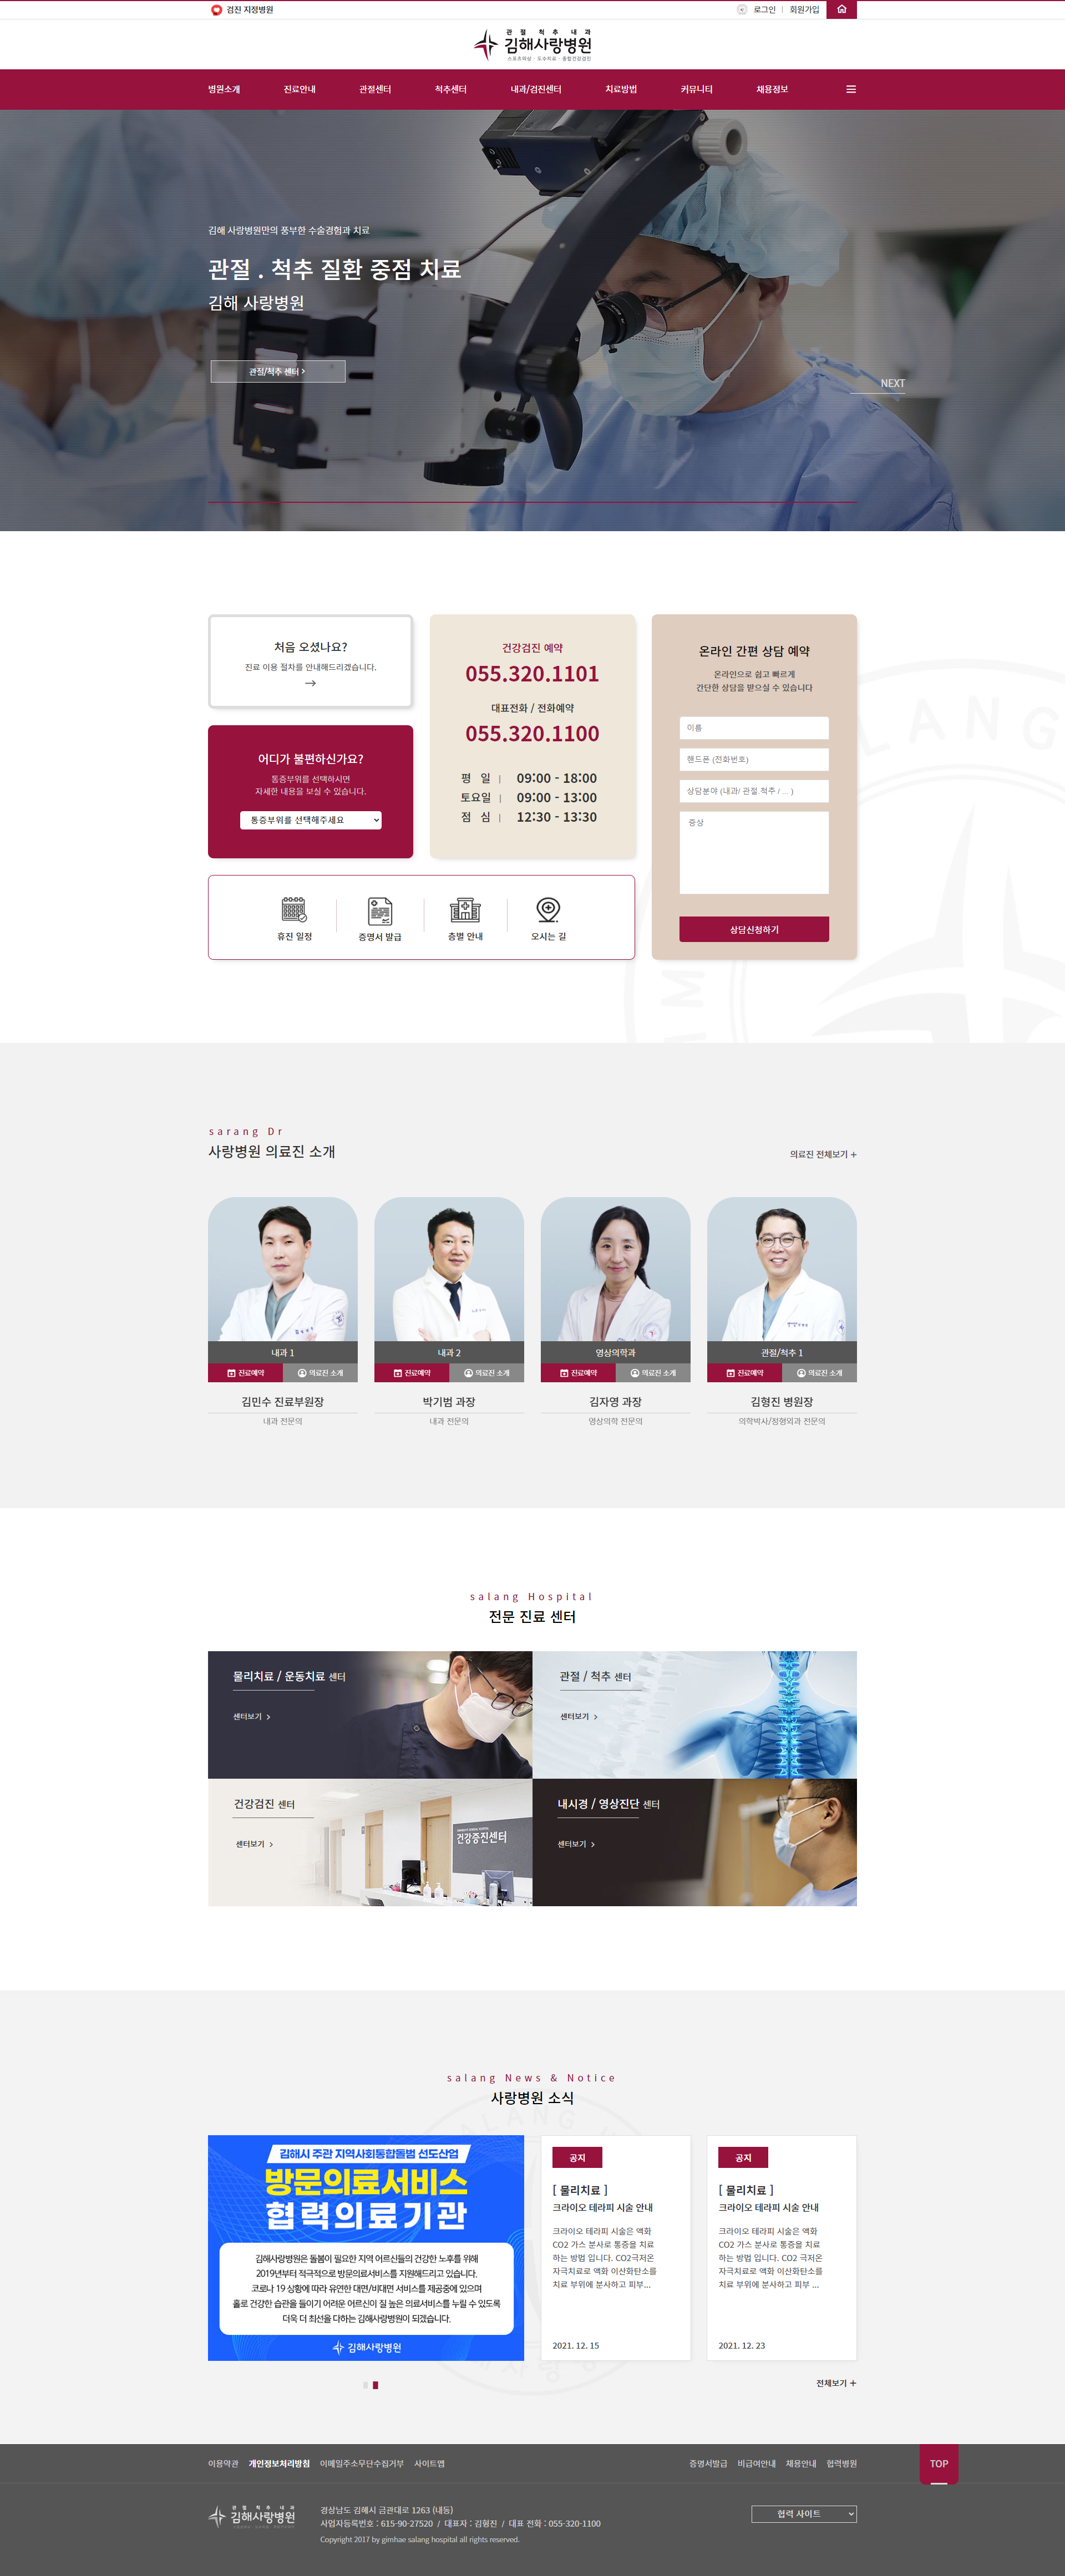 검진 지정병원
로그인 | 회원가입
관절척추내과
김해사랑병원
스포츠외상 · 도수치료 · 종합건강검진
병원소개 진료안내 관절센터 척추센터 내과/검진센터 치료방법 커뮤니티 채용정보
김해 사랑병원만의 풍부한 수술경험과 치료
관절 . 척추 질환 중점 치료
김해 사랑병원
관절/척추 센터 >
NEXT
처음 오셨나요?
진료 이용 절차를 안내해드리겠습니다.
어디가 불편하신가요?
통증부위를 선택하시면
자세한 내용을 보실 수 있습니다.
통증부위를 선택해주세요
건강검진 예약
055.320.1101
대표전화 / 전화예약
055.320.1100
평 일 | 09:00 - 18:00
토요일 | 09:00 - 13:00
점 심 | 12:30 - 13:30
온라인 간편 상담 예약
온라인으로 쉽고 빠르게
간단한 상담을 받으실 수 있습니다
이름
핸드폰 (전화번호)
상담분야 (내과/ 관절.척추 / ... )
증상
상담신청하기
휴진 일정
증명서 발급
층별 안내
오시는 길
sarang Dr
사랑병원 의료진 소개
의료진 전체보기 +
내과 1
진료예약 의료진 소개
김민수 진료부원장
내과 전문의
내과 2
진료예약 의료진 소개
박기범 과장
내과 전문의
영상의학과
진료예약 의료진 소개
김자영 과장
영상의학 전문의
관절/척추 1
진료예약 의료진 소개
김형진 병원장
의학박사/정형외과 전문의
salang Hospital
전문 진료 센터
물리치료 / 운동치료 센터
센터보기 >
관절 / 척추 센터
센터보기 >
건강검진 센터
센터보기 >
건강증진센터
내시경 / 영상진단 센터
센터보기 >
salang News & Notice
사랑병원 소식
김해시 주관 지역사회통합돌범 선도산업
방문의료서비스
협력의료기관
김해사랑병원은 돌봄이 필요한 지역 어르신들의 건강한 노후를 위해
2019년부터 적극적으로 방문의료서비스를 지원해드리고 있습니다.
코로나 19 상황에 따라 유연한 대면/비대면 서비스를 제공중에 있으며
홀로 건강한 습관을 들이기 어려운 어르신이 질 높은 의료서비스를 누릴 수 있도록
더욱 더 최선을 다하는 김해사랑병원이 되겠습니다.
김해사랑병원
공지
[ 물리치료 ]
크라이오 테라피 시술 안내
크라이오 테라피 시술은 액화
CO2 가스 분사로 통증을 치료
하는 방법 입니다. CO2극저온
자극치료로 액화 이산화탄소를
치료 부위에 분사하고 피부...
2021. 12. 15
공지
[ 물리치료 ]
크라이오 테라피 시술 안내
크라이오 테라피 시술은 액화
CO2 가스 분사로 통증을 치료
하는 방법 입니다. CO2 극저온
자극치료로 액화 이산화탄소를
치료 부위에 분사하고 피부 ...
2021. 12. 23
전체보기 +
이용약관 개인정보처리방침 이메일주소무단수집거부 사이트맵
증명서발급 비급여안내 채용안내 협력병원
TOP
관절척추내과
김해사랑병원
경상남도 김해시 금관대로 1263 (내동)
사업자등록번호 : 615-90-27520 / 대표자 : 김형진 / 대표 전화 : 055-320-1100
Copyright 2017 by gimhae salang hospital all rights reserved.
협력 사이트